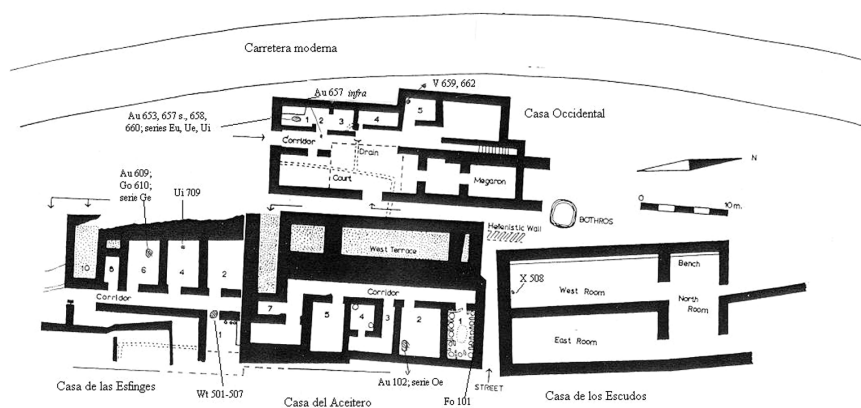 Carretera moderna
V 659, 662
Au 657 infra
Au 653, 657 s., 658,
660; series Eu, Ue, Ui
Casa Occidental
1
2
3
4
5
Corridor
Drain
Court
Megaron
N
0
10 m.
BOTHROS
Hellenistic Wall
Au 609;
Go 610;
serie Ge
Ui 709
West Terrace
10
8
6
4
2
Corridor
1
7
5
4
3
2
1
Corridor
X 508
West Room
East Room
Bench
North
Room
Wt 501-507
Au 102; serie Oe
Fo 101
STREET
Casa de las Esfinges
Casa del Aceitero
Casa de los Escudos